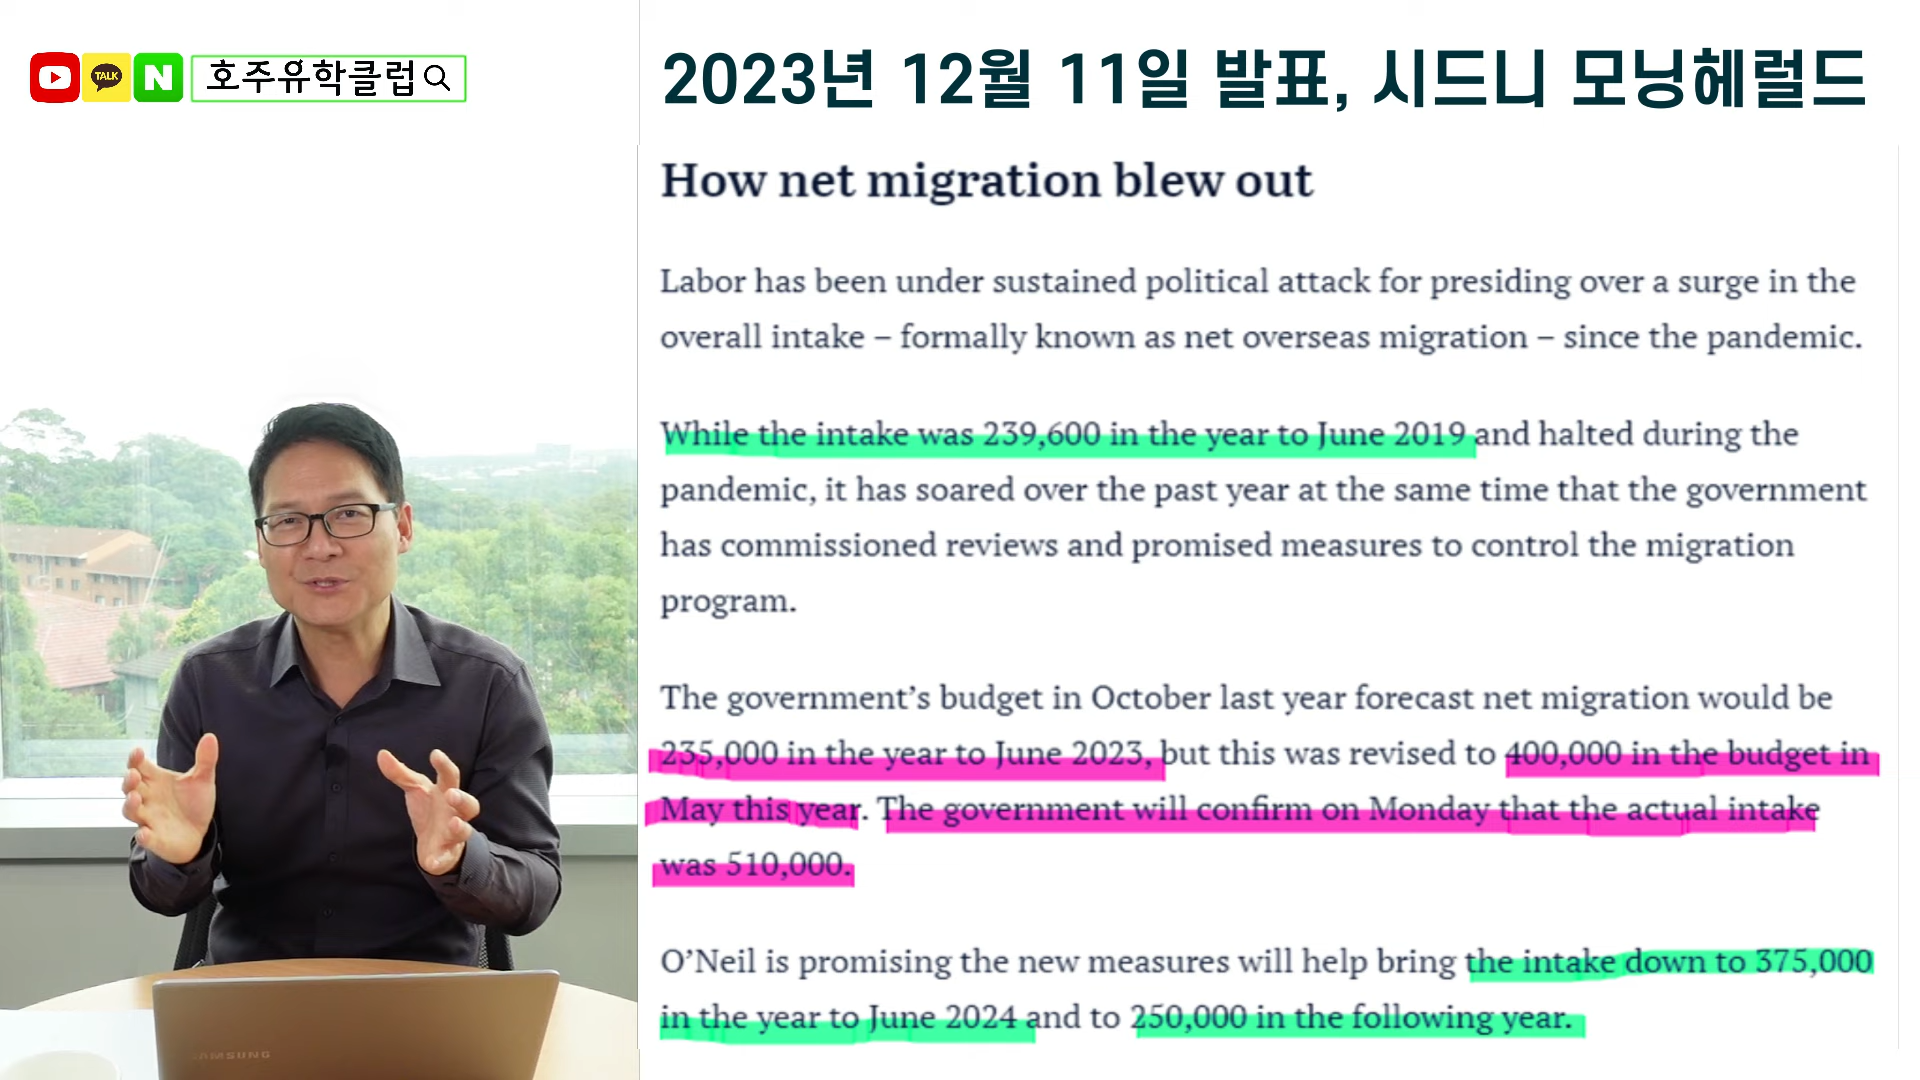 TALK
N
호주유학클럽
2023년 12월 11일 발표, 시드니 모닝헤럴드
How net migration blew out
Labor has been under sustained political attack for presiding over a surge in the
overall intake – formally known as net overseas migration – since the pandemic.
While the intake was 239,600 in the year to June 2019 and halted during the
pandemic, it has soared over the past year at the same time that the government
has commissioned reviews and promised measures to control the migration
program.
The government’s budget in October last year forecast net migration would be
235,000 in the year to June 2023, but this was revised to 400,000 in the budget in
May this year. The government will confirm on Monday that the actual intake
was 510,000.
O’Neil is promising the new measures will help bring the intake down to 375,000
in the year to June 2024 and to 250,000 in the following year.
SAMSUNG